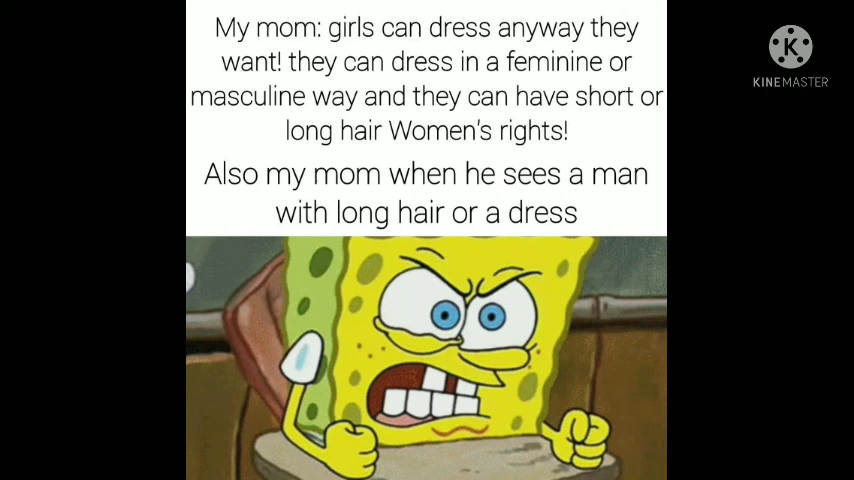 My mom: girls can dress anyway they
want! they can dress in a feminine or
masculine way and they can have short or
long hair Women's rights!
Also my mom when he sees a man
with long hair or a dress
K
KINEMASTER